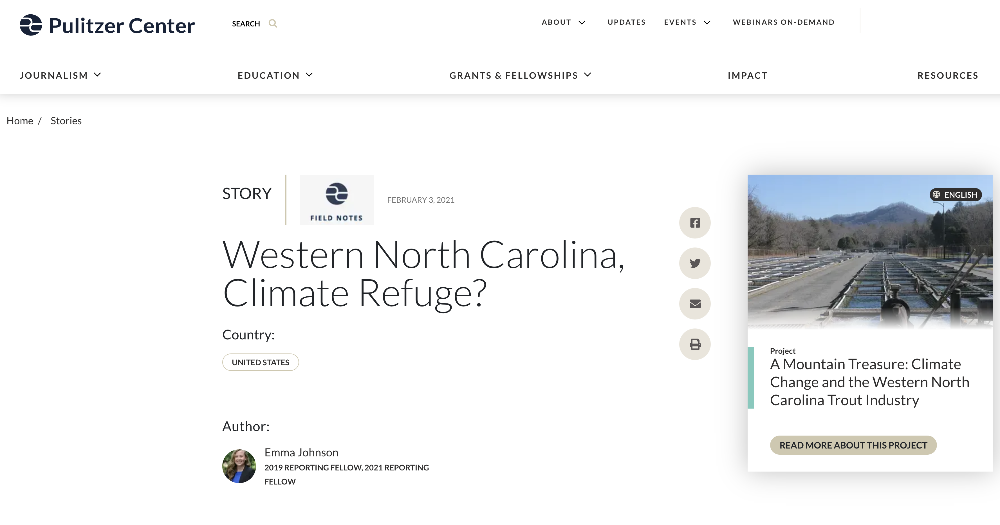 Pulitzer Center
SEARCH
ABOUT
UPDATES
EVENTS
WEBINARS ON-DEMAND
JOURNALISM
EDUCATION
GRANTS & FELLOWSHIPS
IMPACT
RESOURCES
Home / Stories
STORY
FIELD NOTES
FEBRUARY 3, 2021
Western North Carolina,
Climate Refuge?
Country:
UNITED STATES
Author:
Emma Johnson
2019 REPORTING FELLOW, 2021 REPORTING
FELLOW
ENGLISH
Project
A Mountain Treasure: Climate
Change and the Western North
Carolina Trout Industry
READ MORE ABOUT THIS PROJECT